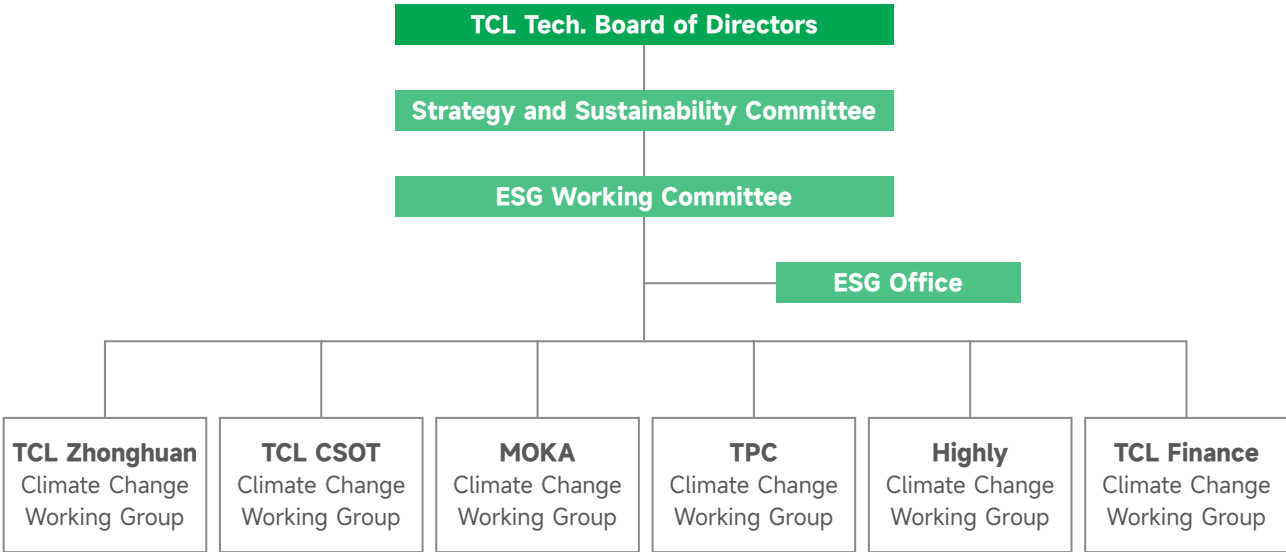 TCL Tech. Board of Directors
Strategy and Sustainability Committee
ESG Working Committee
ESG Office
TCL Zhonghuan
Climate Change
Working Group
TCL CSOT
Climate Change
Working Group
MOKA
Climate Change
Working Group
TPC
Climate Change
Working Group
Highly
Climate Change
Working Group
TCL Finance
Climate Change
Working Group